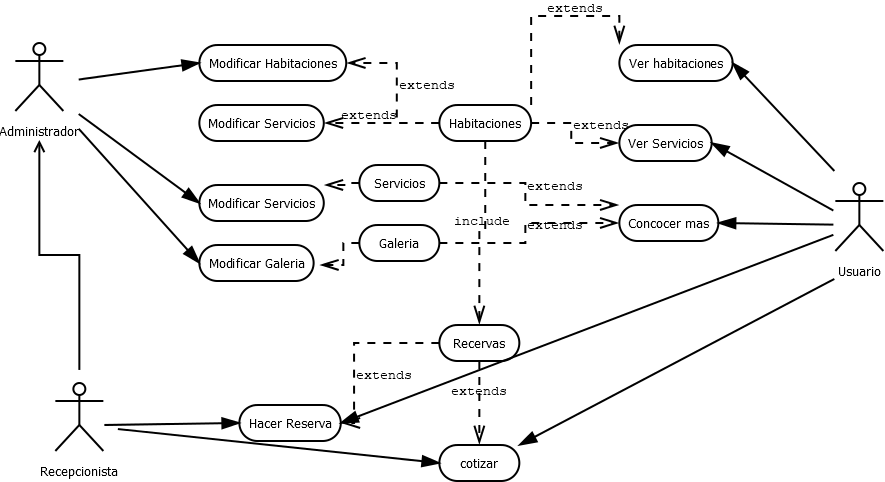 extends
Modificar Habitaciones
Ver habitaciones
extends
extends
Administrador
Modificar Servicios
Habitaciones
extends
Ver Servicios
Servicios
extends
Modificar Servicios
include
extends
Concocer mas
Galeria
Modificar Galeria
Usuario
Recervas
extends
extends
Hacer Reserva
Recepcionista
cotizar